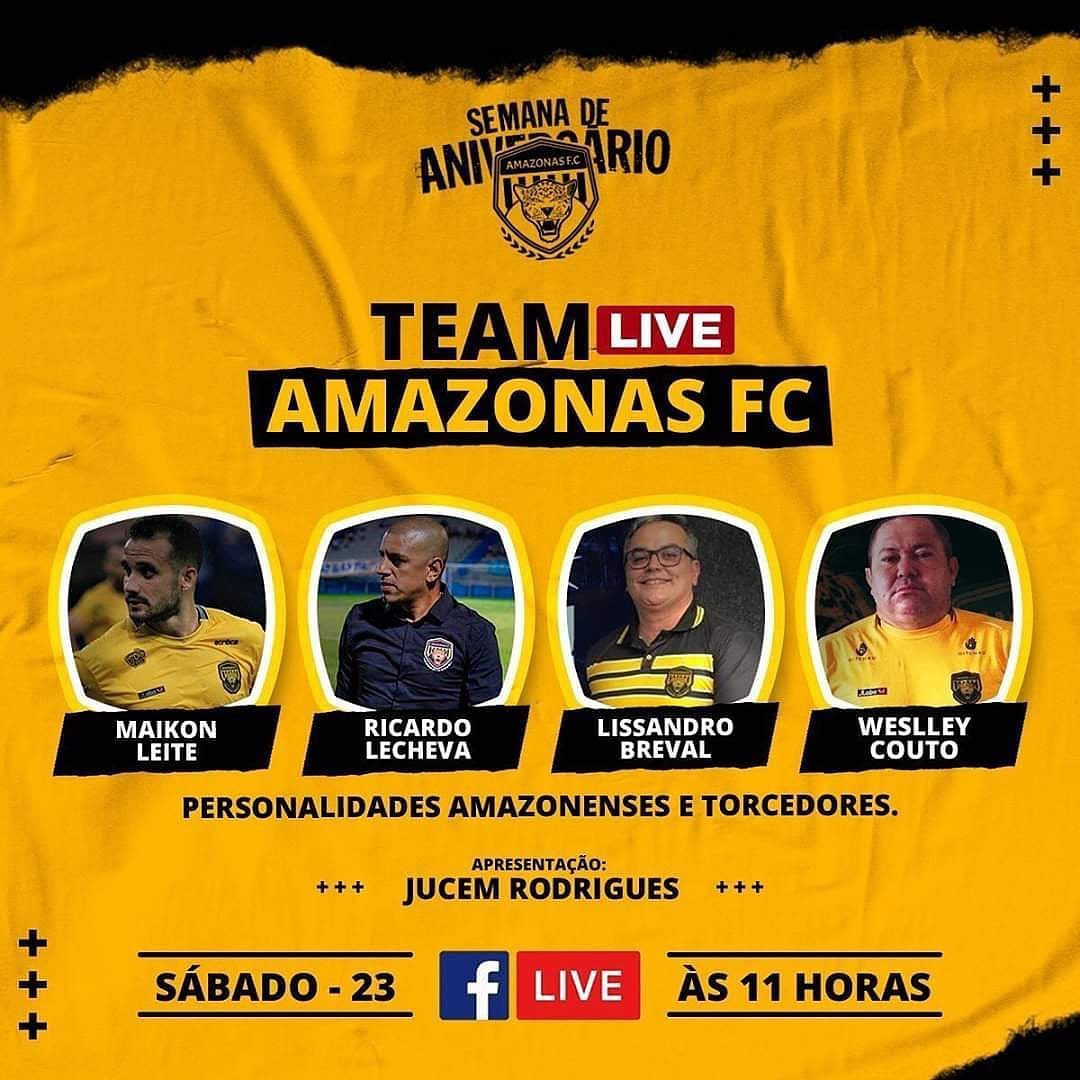 SEMANA DE
ANIVERSÁRIO
AMAZONAS F.C
TEAM LIVE
AMAZONAS FC
MAIKON
LEITE
RICARDO
LECHEVA
LISSANDRO
BREVAL
WESLLEY
COUTO
PERSONALIDADES AMAZONENSES E TORCEDORES.
APRESENTAÇÃO:
+++ JUCEM RODRIGUES +++
SÁBADO - 23 f LIVE ÀS 11 HORAS